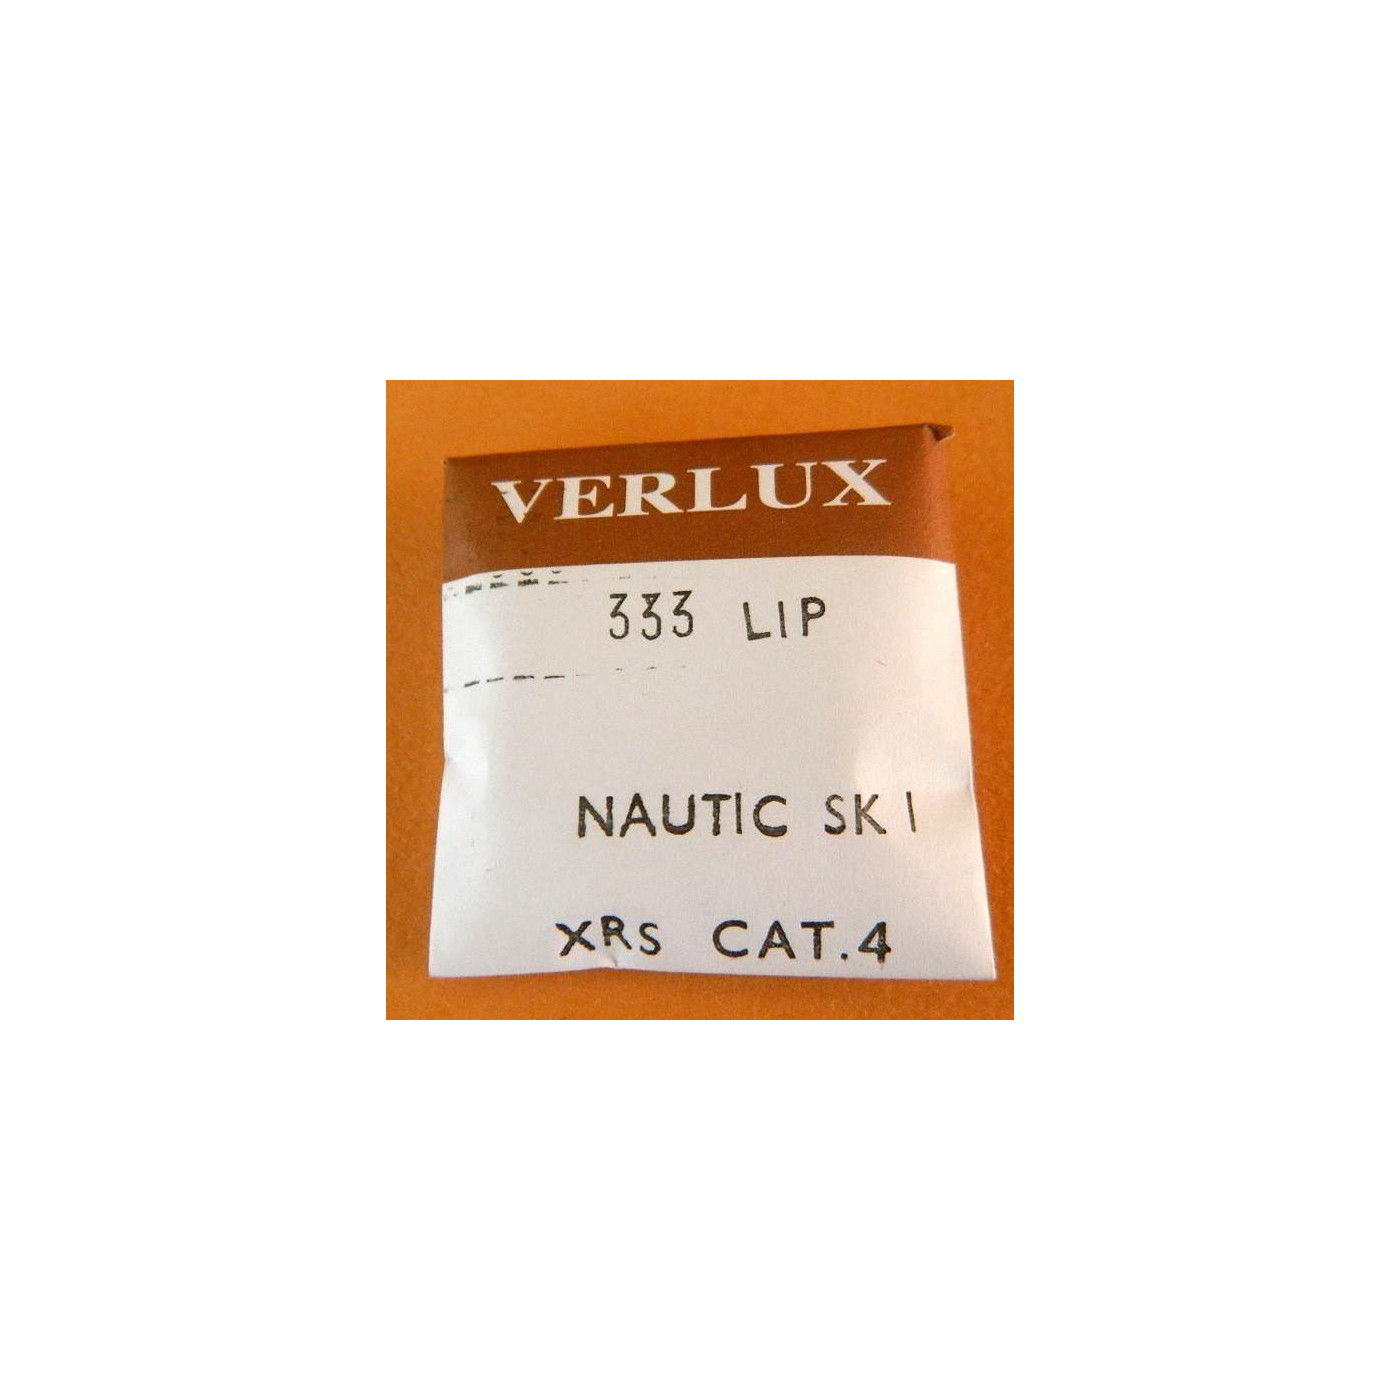 VERLUX
333 LIP
NAUTIC SKI
XRS CAT.4